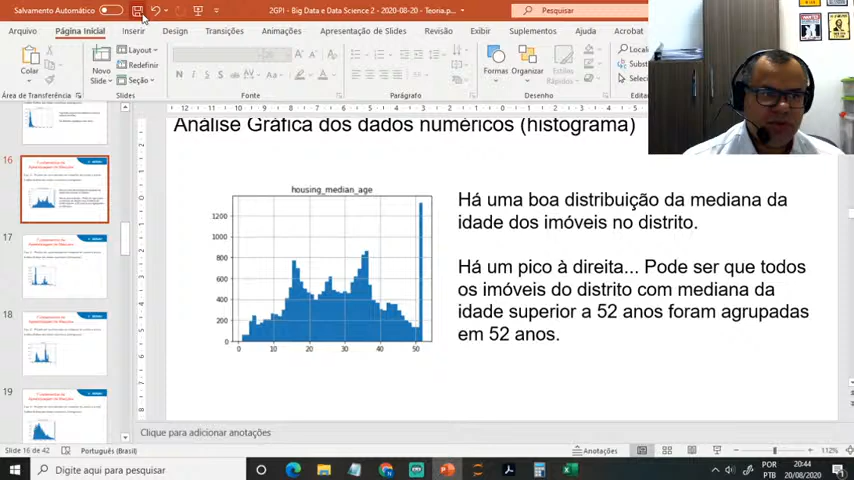 Salvamento Automático
2GPI - Big Data e Data Science 2 - 2020-08-20 - Teoria.p...
Pesquisar
Arquivo
Página Inicial
Inserir
Design
Transições
Animações
Apresentação de Slides
Revisão
Exibir
Suplementos
Ajuda
Colar
Novo
Slide
Layout
Redefinir
Seção
Formas
Organizar
Estilos
Rápidos
Área de Transferência
Slides
Fonte
Parágrafo
Análise Gráfica dos dados numéricos (histograma)
16
17
18
19
housing_median_age
1200
1000
800
600
400
200
0
0
10
20
30
40
50
Há uma boa distribuição da mediana da
idade dos imóveis no distrito.
Há um pico à direita... Pode ser que todos
os imóveis do distrito com mediana da
idade superior a 52 anos foram agrupadas
em 52 anos.
Clique para adicionar anotações
Slide 16 de 42
Português (Brasil)
Anotações
112%
Digite aqui para pesquisar
POR
PTB
20:44
20/08/2020